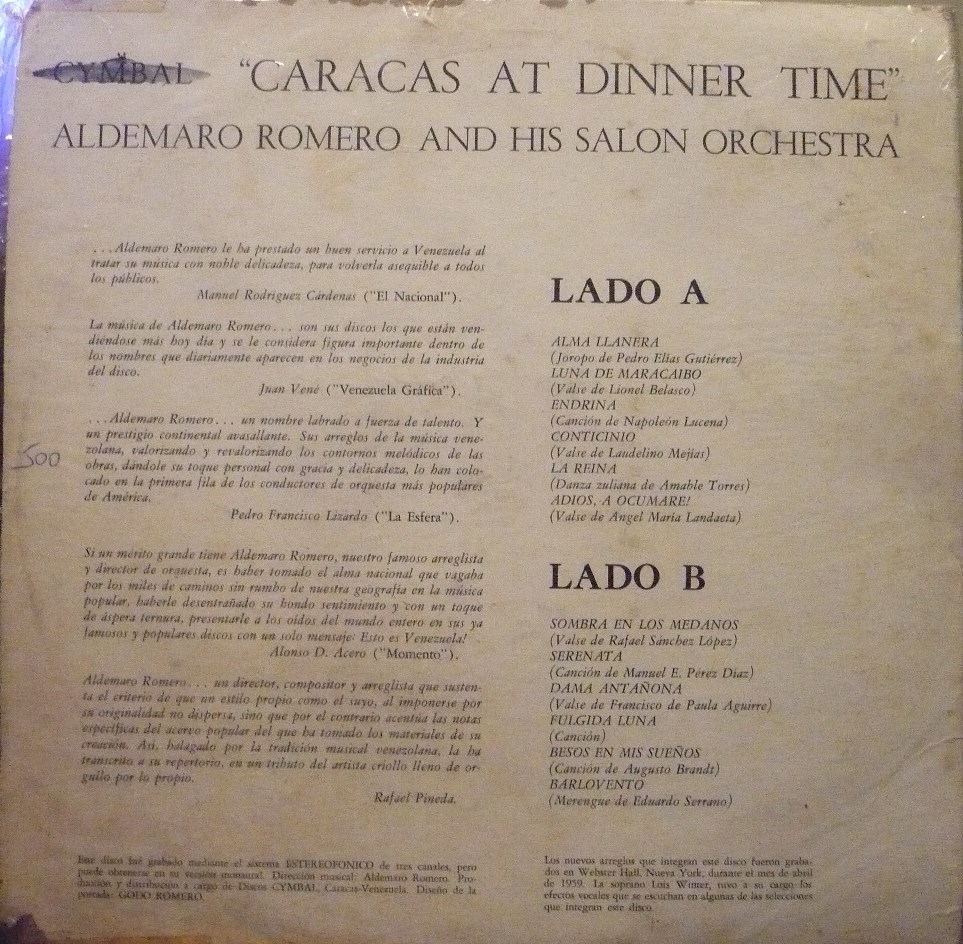 CYMBAL "CARACAS AT DINNER TIME"
ALDEMARO ROMERO AND HIS SALON ORCHESTRA
. . . Aldemaro Romero le ha prestado un buen servicio a Venezuela al
tratar su música con noble delicadeza, para volverla asequible a todos
los públicos.
Manuel Rodríguez Cárdenas ("El Nacional").
La música de Aldemaro Romero. . . son sus discos los que están ven-
diéndose más hoy día y se le considera figura importante dentro de
los nombres que diariamente aparecen en los negocios de la industria
del disco.
Juan Vené ("Venezuela Gráfica").
. . . Aldemaro Romero. . . un nombre labrado a fuerza de talento. Y
un prestigio continental avasallante. Sus arreglos de la música vene-
zolana, valorizando y revalorizando los contornos melódicos de las
obras, dándole su toque personal con gracia y delicadeza, lo han colo-
cado en la primera fila de los conductores de orquesta más populares
de América.
Pedro Francisco Lizardo ("La Esfera").
500
Si un mérito grande tiene Aldemaro Romero, nuestro famoso arreglista
y director de orquesta, es haber tomado el alma nacional que vagaba
por los miles de caminos sin rumbo de nuestra geografía en la música
popular, haberle desentrañado su hondo sentimiento y con un toque
de áspera ternura, presentarle a los oídos del mundo entero en sus ya
famosos y populares discos con un solo mensaje: Esto es Venezuela!
Alonso D. Acero ("Momento").
Aldemaro Romero. . . un director, compositor y arreglista que susten-
ta el criterio de que un estilo propio como el suyo, al imponerse por
su originalidad no dispersa, sino que por el contrario acentúa las notas
específicas del acervo popular del que ha tomado los materiales de su
creación. Así, halagado por la tradición musical venezolana, la ha
transcrito a su repertorio, en un tributo del artista criollo lleno de or-
gullo por lo propio.
Rafael Pineda.
Este disco fué grabado mediante el sistema ESTEREOFONICO de tres canales, pero
puede obtenerse en su versión monaural. Dirección musical: Aldemaro Romero. Pro-
ducción y distribución a cargo de Discos CYMBAL, Caracas-Venezuela. Diseño de la
portada: GODO ROMERO.
LADO A
ALMA LLANERA
(Joropo de Pedro Elías Gutiérrez)
LUNA DE MARACAIBO
(Valse de Lionel Belasco)
ENDRINA
(Canción de Napoleón Lucena)
CONTICINIO
(Valse de Laudelino Mejías)
LA REINA
(Danza zuliana de Amable Torres)
ADIOS, A OCUMARE!
(Valse de Angel María Landaeta)
LADO B
SOMBRA EN LOS MEDANOS
(Valse de Rafael Sánchez López)
SERENATA
(Canción de Manuel E. Pérez Díaz)
DAMA ANTAÑONA
(Valse de Francisco de Paula Aguirre)
FULGIDA LUNA
(Canción)
BESOS EN MIS SUEÑOS
(Canción de Augusto Brandt)
BARLOVENTO
(Merengue de Eduardo Serrano)
Los nuevos arreglos que integran este disco fueron graba-
dos en Webster Hall, Nueva York, durante el mes de abril
de 1959. La soprano Lois Winter, tuvo a su cargo los
efectos vocales que se escuchan en algunas de las selecciones
que integran este disco.